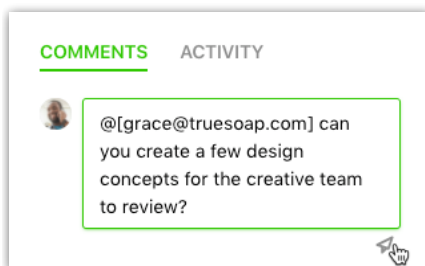 COMMENTS ACTIVITY
@[grace@truesoap.com] can
you create a few design
concepts for the creative team
to review?